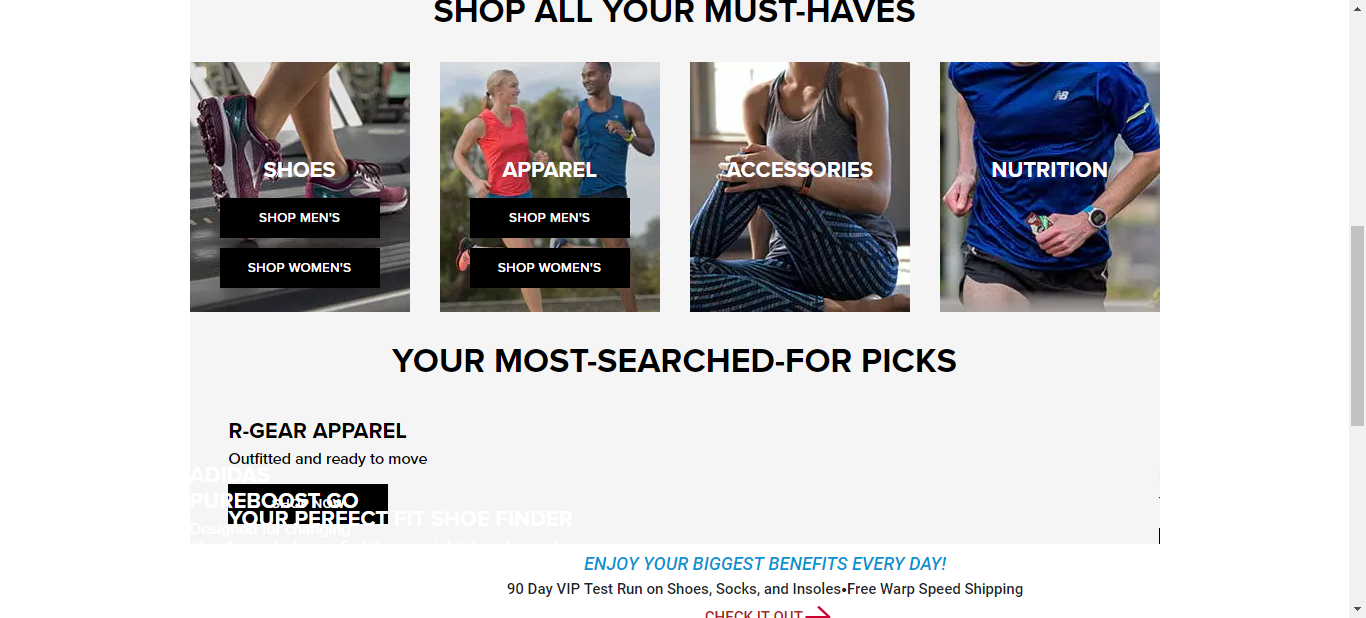 SHOP ALL YOUR MUST-HAVES
SHOES
SHOP MEN'S
SHOP WOMEN'S
APPAREL
SHOP MEN'S
SHOP WOMEN'S
ACCESSORIES
NB
NUTRITION
YOUR MOST-SEARCHED-FOR PICKS
R-GEAR APPAREL
Outfitted and ready to move
SHOP NOW
ADIDAS
PUREBOOST GO
Designed for changing
YOUR PERFECT FIT SHOE FINDER
ENJOY YOUR BIGGEST BENEFITS EVERY DAY!
90 Day VIP Test Run on Shoes, Socks, and Insoles•Free Warp Speed Shipping
CHECK IT OUT